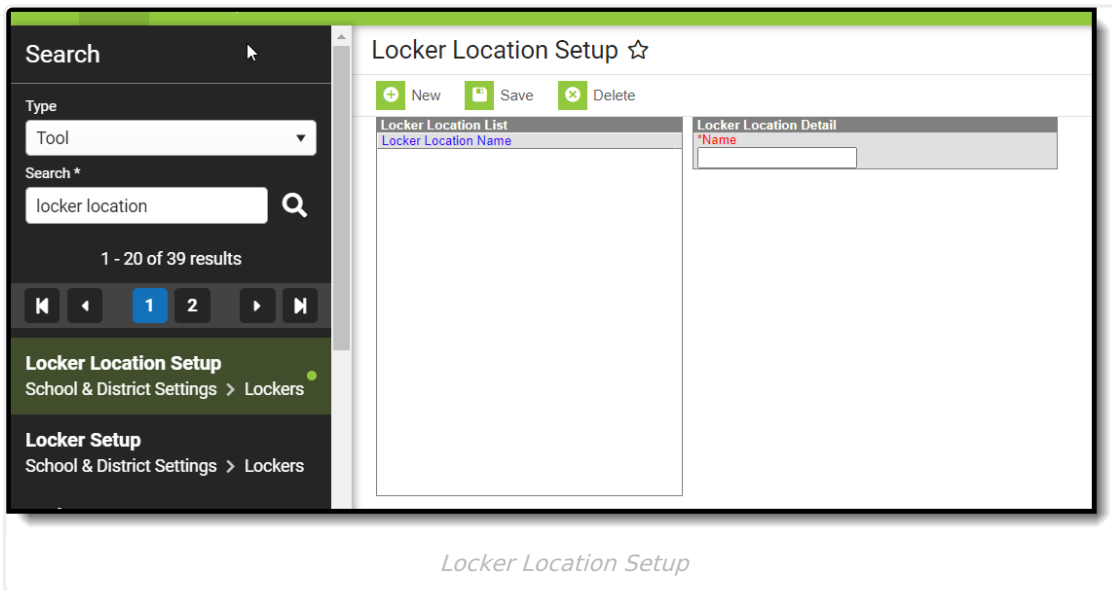 Search
Type
Tool
Search *
locker location
1 - 20 of 39 results
1 2
Locker Location Setup
School & District Settings > Lockers
Locker Setup
School & District Settings > Lockers
Locker Location Setup
New Save Delete
Locker Location List
Locker Location Name
Locker Location Detail
*Name
Locker Location Setup